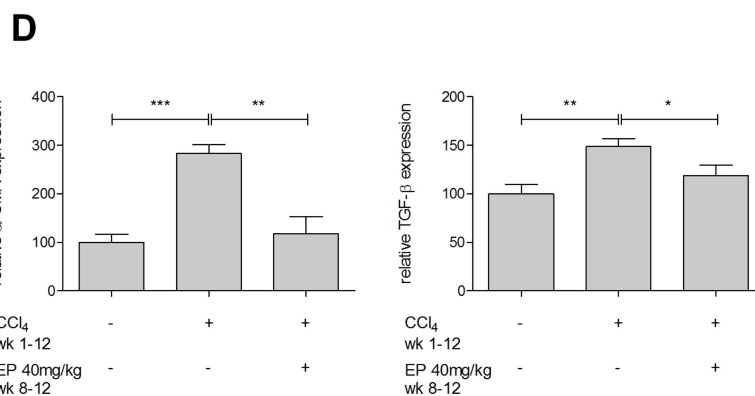 D
400
300
200
100
0
***
**
CCl4 - + +
wk 1-12
EP 40mg/kg - - +
wk 8-12
relative TGF-β expression
200
150
100
50
0
**
*
CCl4 - + +
wk 1-12
EP 40mg/kg - - +
wk 8-12